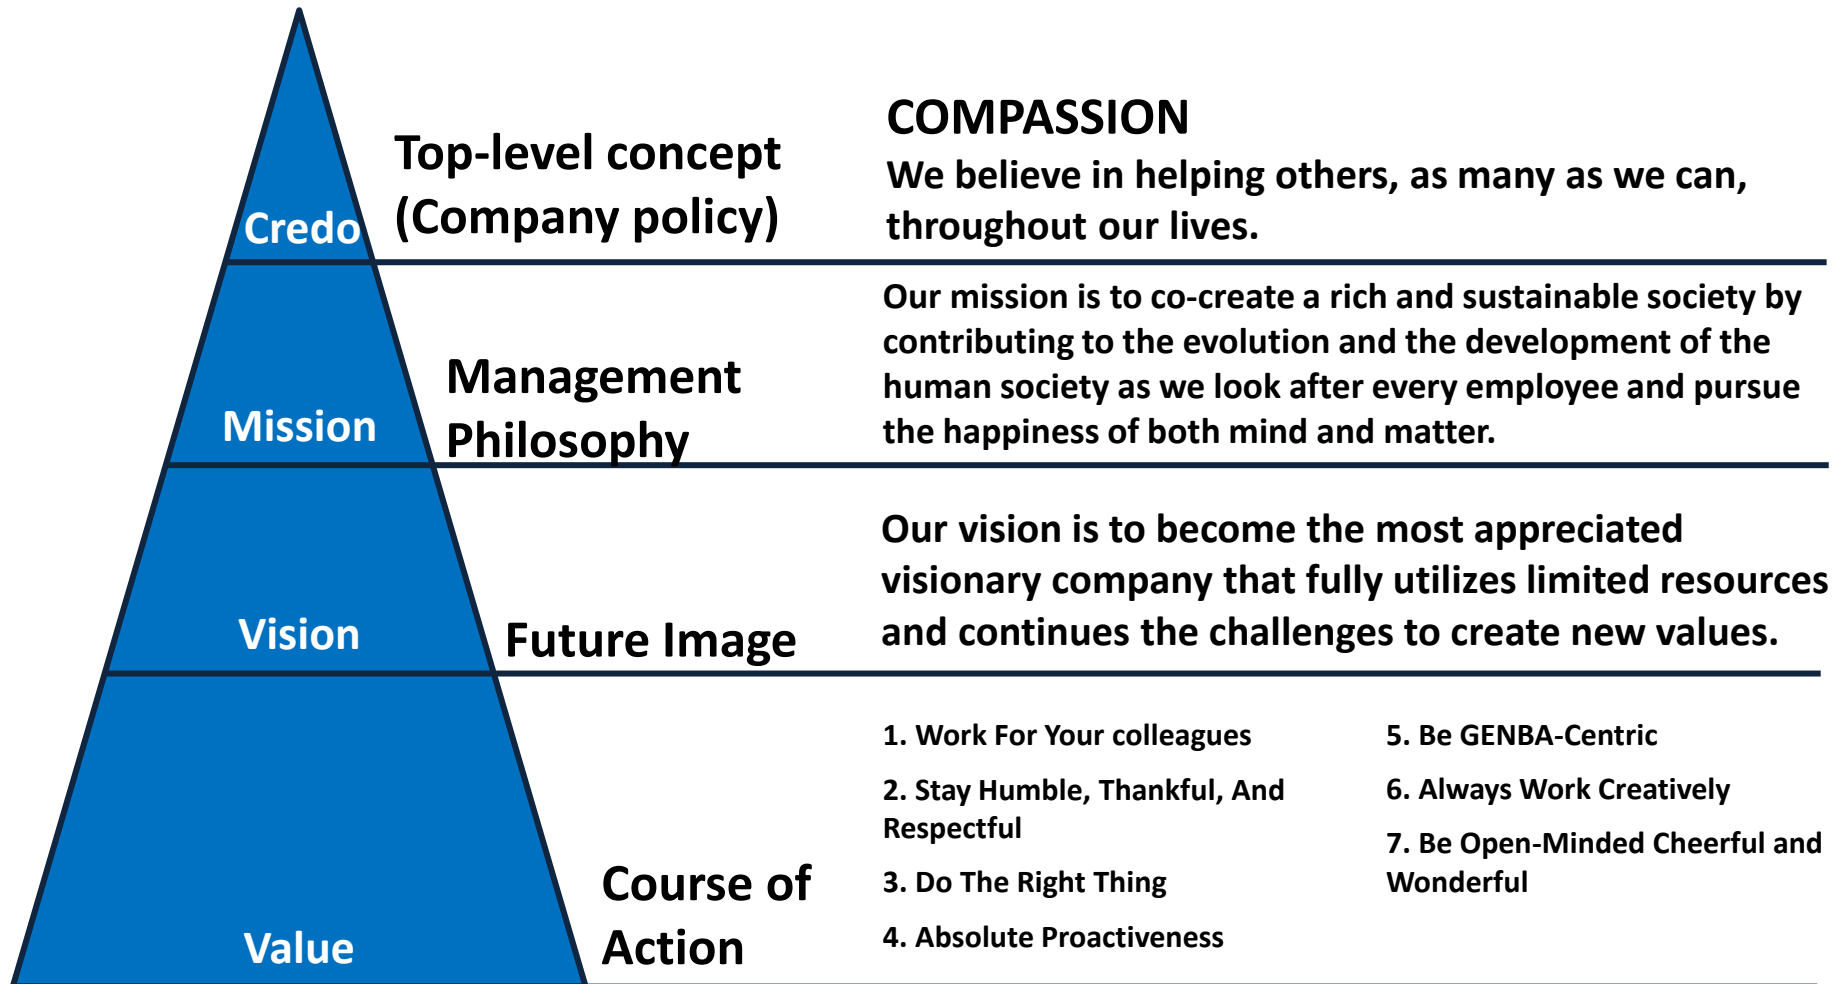 Credo
Top-level concept
(Company policy)
COMPASSION
We believe in helping others, as many as we can,
throughout our lives.
Mission
Management
Philosophy
Our mission is to co-create a rich and sustainable society by
contributing to the evolution and the development of the
human society as we look after every employee and pursue
the happiness of both mind and matter.
Vision
Future Image
Our vision is to become the most appreciated
visionary company that fully utilizes limited resources
and continues the challenges to create new values.
Value
Course of
Action
1. Work For Your colleagues
2. Stay Humble, Thankful, And
Respectful
3. Do The Right Thing
4. Absolute Proactiveness
5. Be GENBA-Centric
6. Always Work Creatively
7. Be Open-Minded Cheerful and
Wonderful